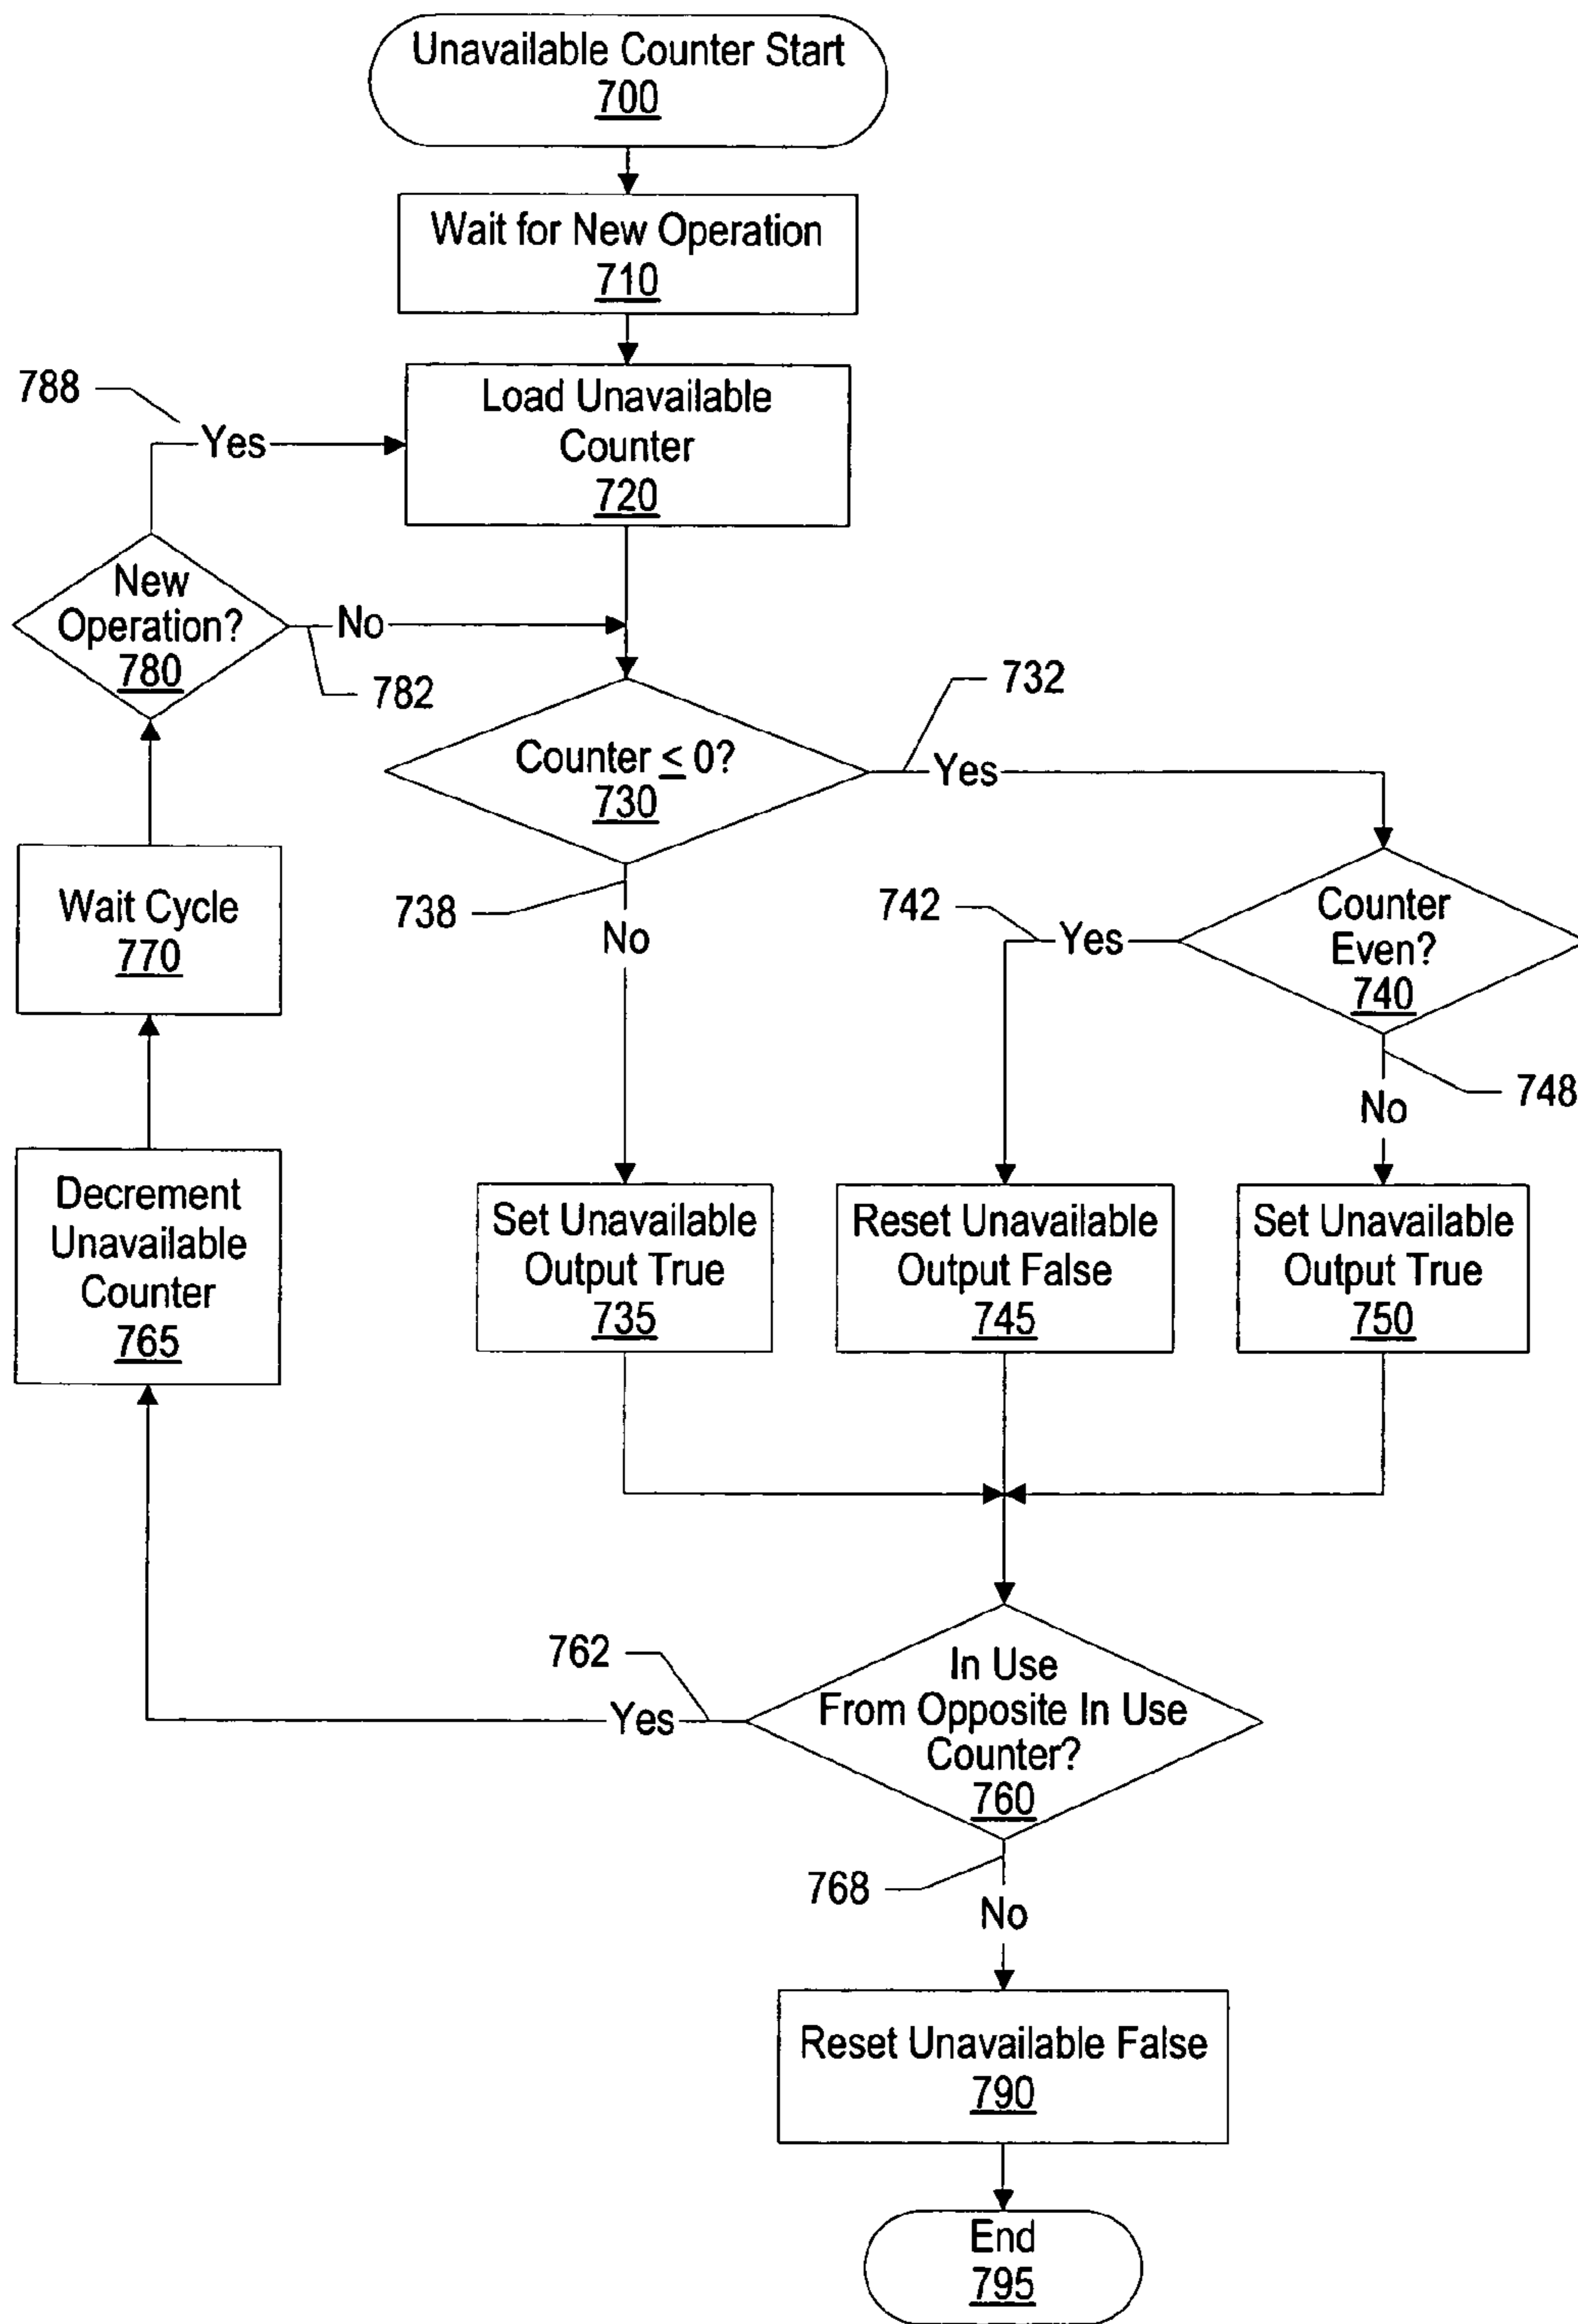 Unavailable Counter Start
700
Wait for New Operation
710
788
Yes
Load Unavailable
Counter
720
New
Operation?
780
No
782
732
Counter ≤ 0?
730
Yes
738
No
Wait Cycle
770
742
Yes
Counter
Even?
740
748
No
Decrement
Unavailable
Counter
765
Set Unavailable
Output True
735
Reset Unavailable
Output False
745
Set Unavailable
Output True
750
762
Yes
In Use
From Opposite In Use
Counter?
760
768
No
Reset Unavailable False
790
End
795